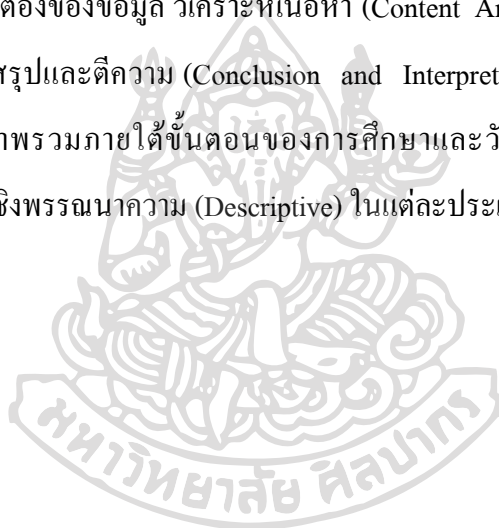 ต้องของข้อมูล วิเคราะห์เนื้อหา (Content An
สรุปและตีความ (Conclusion and Interpret
าพรวมภายใต้ขั้นตอนของการศึกษาและวั
ชิงพรรณนาความ (Descriptive) ในแต่ละประเ
มหาวิทยาลัย ศิลปากร